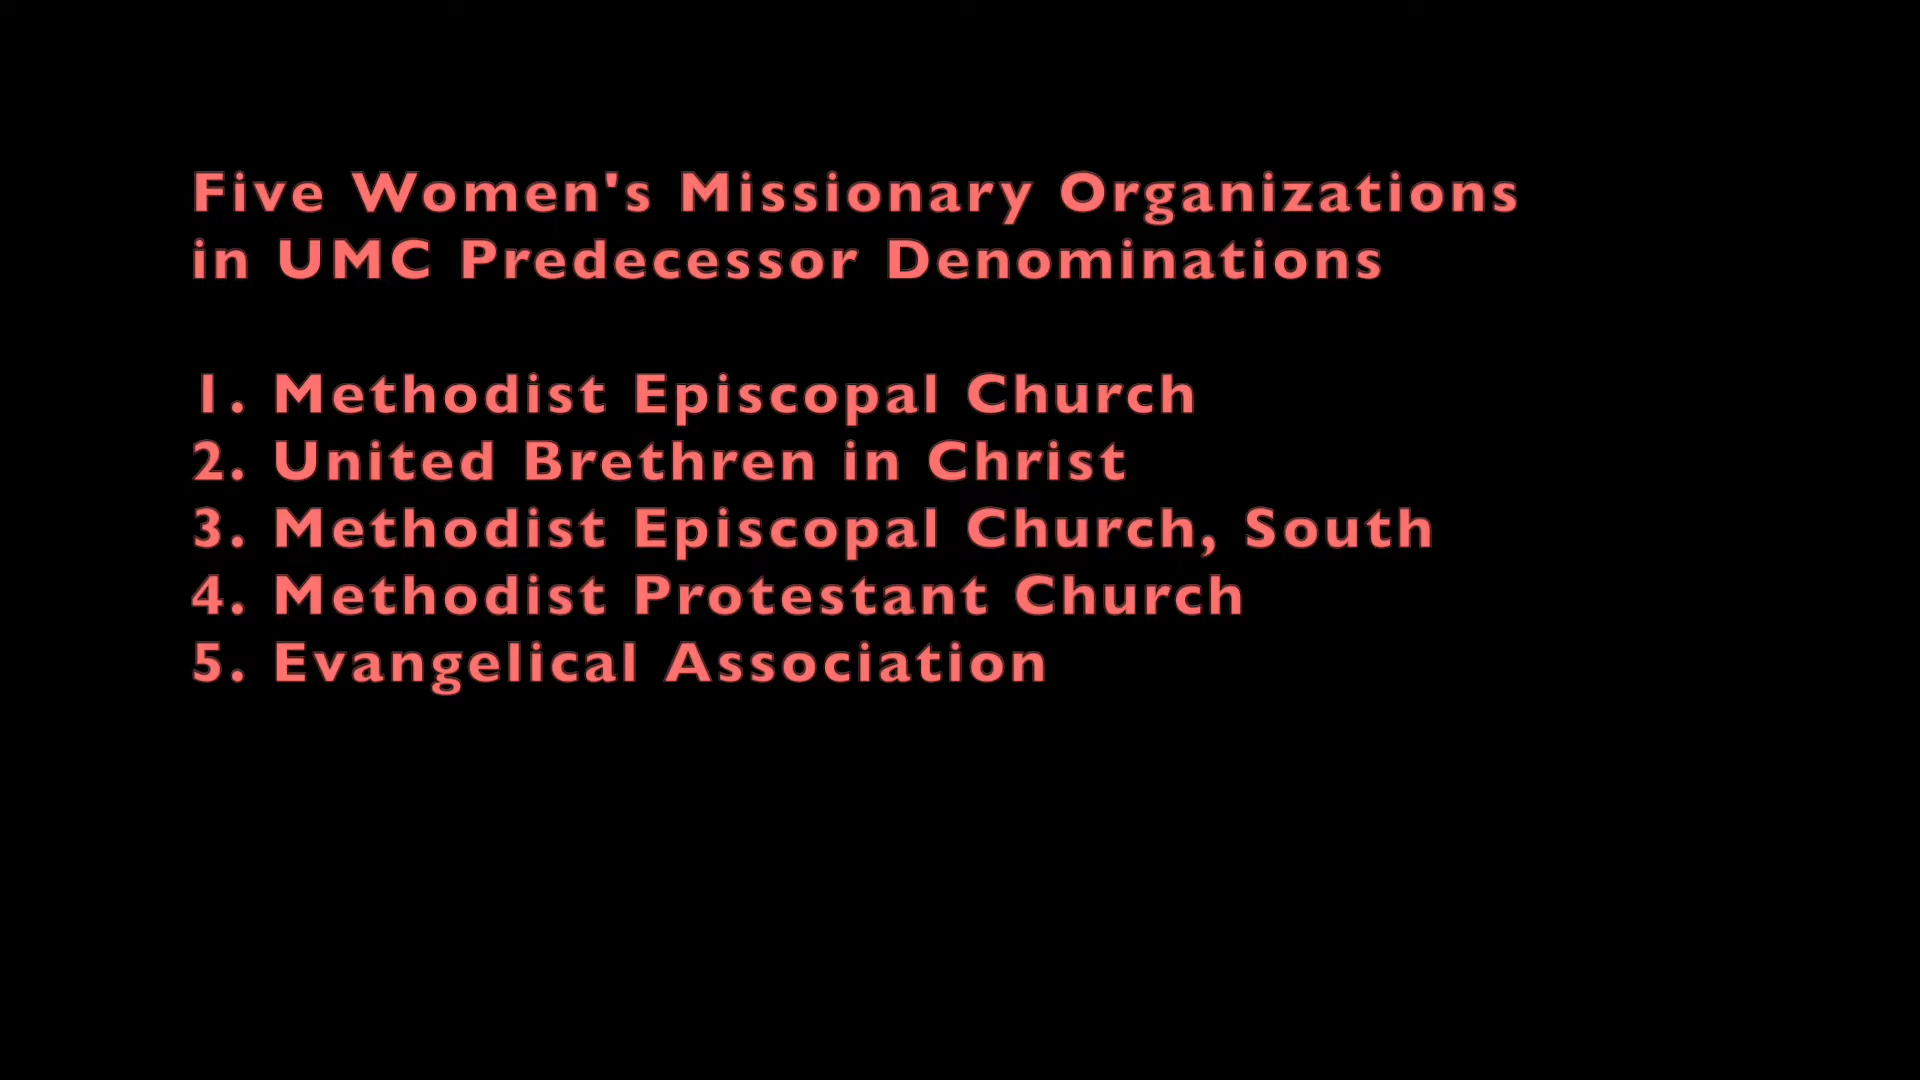 Five Women's Missionary Organizations
in UMC Predecessor Denominations
1. Methodist Episcopal Church
2. United Brethren in Christ
3. Methodist Episcopal Church, South
4. Methodist Protestant Church
5. Evangelical Association